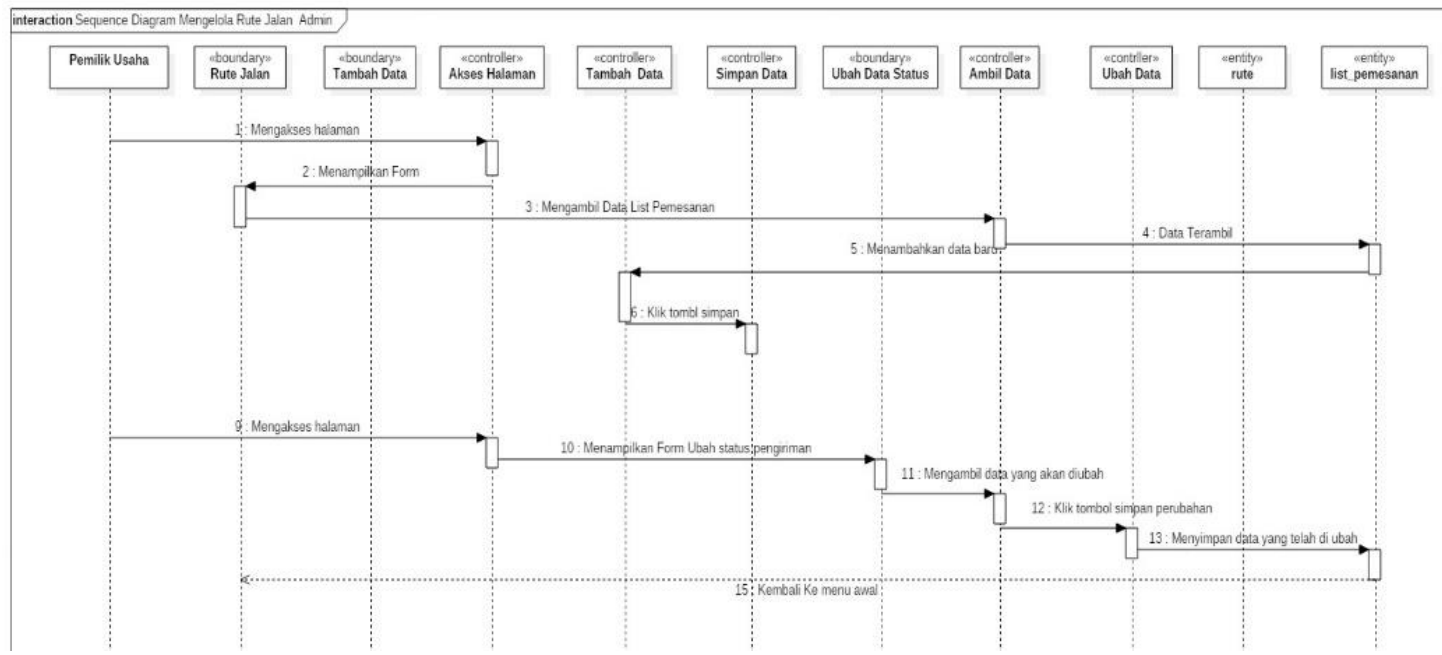 interaction Sequence Diagram Mengelola Rute Jalan Admin
Pemilik Usaha
«boundary»
Rute Jalan
«boundary»
Tambah Data
«controller»
Akses Halaman
«controller»
Tambah Data
«controller»
Simpan Data
«boundary»
Ubah Data Status
«controller»
Ambil Data
«contrller»
Ubah Data
«entity»
rute
«entity»
list_pemesanan
1 : Mengakses halaman
2 : Menampilkan Form
3 : Mengambil Data List Pemesanan
4 : Data Terambil
5 : Menambahkan data baru
6 : Klik tombl simpan
9 : Mengakses halaman
10 : Menampilkan Form Ubah status pengiriman
11 : Mengambil data yang akan diubah
12 : Klik tombol simpan perubahan
13 : Menyimpan data yang telah di ubah
15 : Kembali Ke menu awal